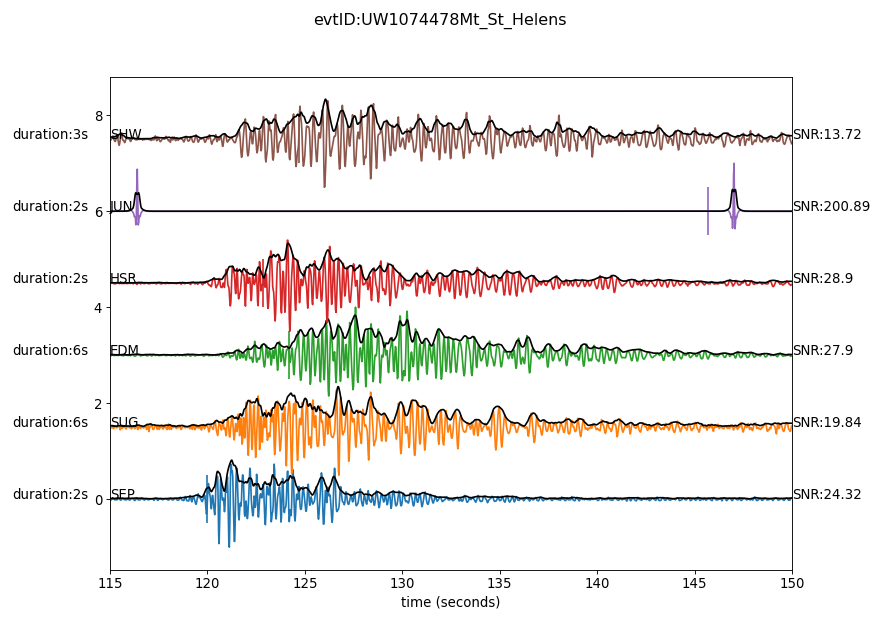 evtID:UW1074478Mt_St_Helens
8
duration:3s SHW SNR:13.72
duration:2s JUN SNR:200.89
6
duration:2s HSR SNR:28.9
4
duration:6s EDM SNR:27.9
2
duration:6s SUG SNR:19.84
duration:2s SEP SNR:24.32
0
115 120 125 130 135 140 145 150
time (seconds)